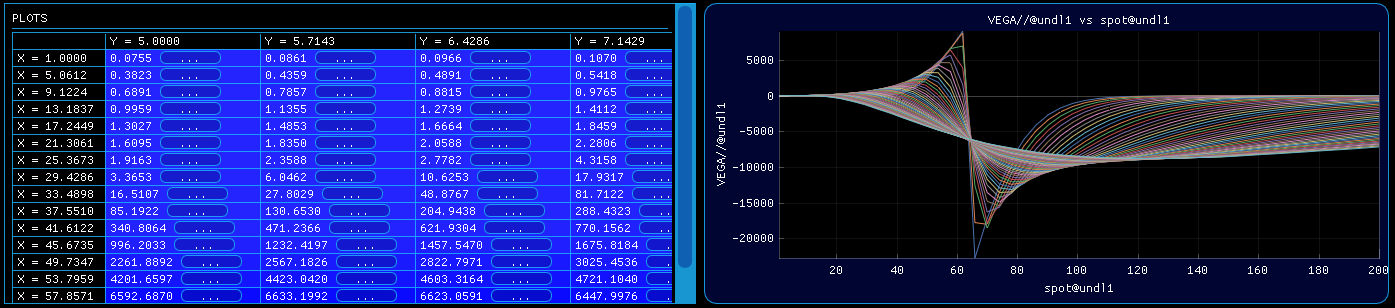 PLOTS
Y = 5.0000 Y = 5.7143 Y = 6.4286 Y = 7.1429
X = 1.0000 0.0755 ... 0.0861 ... 0.0966 ... 0.1070 ...
X = 5.0612 0.3823 ... 0.4359 ... 0.4891 ... 0.5418 ...
X = 9.1224 0.6891 ... 0.7857 ... 0.8815 ... 0.9765 ...
X = 13.1837 0.9959 ... 1.1355 ... 1.2739 ... 1.4112 ...
X = 17.2449 1.3027 ... 1.4853 ... 1.6664 ... 1.8459 ...
X = 21.3061 1.6095 ... 1.8350 ... 2.0588 ... 2.2806 ...
X = 25.3673 1.9163 ... 2.3588 ... 2.7782 ... 4.3158 ...
X = 29.4286 3.3653 ... 6.0462 ... 10.6253 ... 17.9317 ...
X = 33.4898 16.5107 ... 27.8029 ... 48.8767 ... 81.7122 ...
X = 37.5510 85.1922 ... 130.6530 ... 204.9438 ... 288.4323 ...
X = 41.6122 340.8064 ... 471.2366 ... 621.9304 ... 770.1562 ...
X = 45.6735 996.2033 ... 1232.4197 ... 1457.5470 ... 1675.8184 ...
X = 49.7347 2261.8892 ... 2567.1826 ... 2822.7971 ... 3025.4536 ...
X = 53.7959 4201.6597 ... 4423.0420 ... 4603.3164 ... 4721.1040 ...
X = 57.8571 6592.6870 ... 6633.1992 ... 6623.0591 ... 6447.9976 ...
VEGA//@undl1 vs spot@undl1
VEGA//@undl1
5000
0
-5000
-10000
-15000
-20000
20 40 60 80 100 120 140 160 180 200
spot@undl1